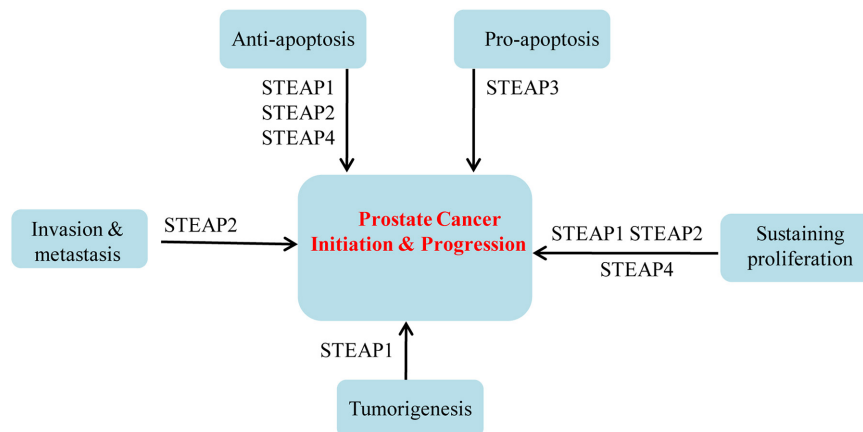 Anti-apoptosis
Pro-apoptosis
STEAP1
STEAP2
STEAP4
STEAP3
Invasion &
metastasis
STEAP2
Prostate Cancer
Initiation & Progression
STEAP1 STEAP2
STEAP4
Sustaining
proliferation
STEAP1
Tumorigenesis